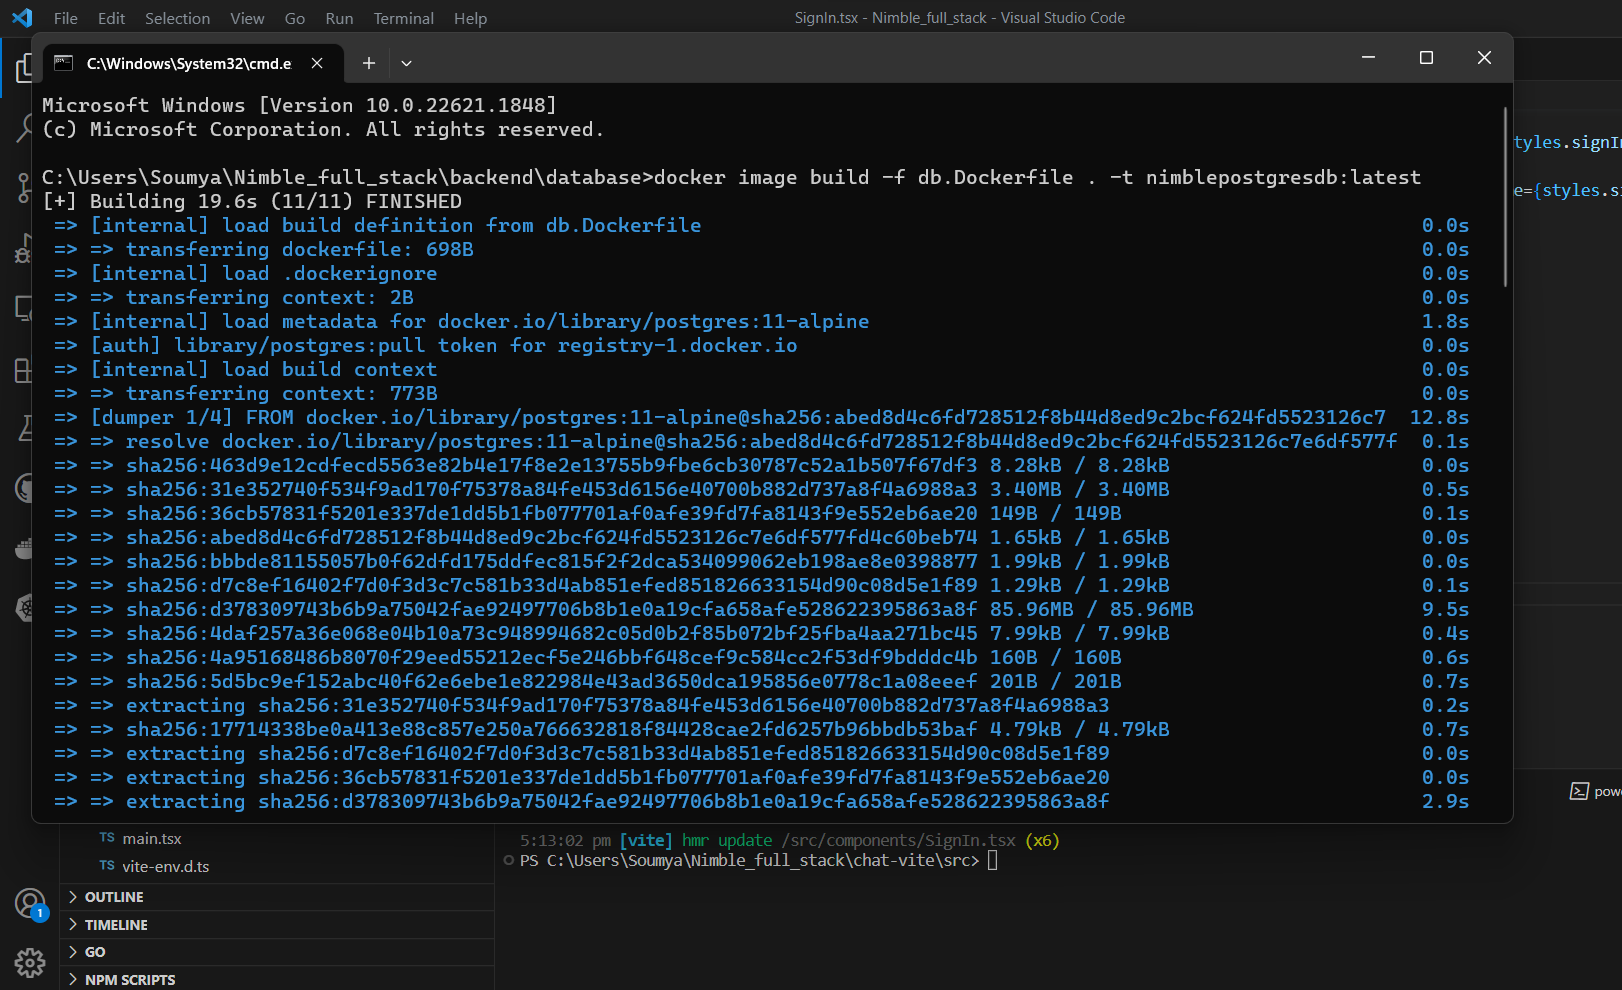 File Edit Selection View Go Run Terminal Help
SignIn.tsx - Nimble_full_stack - Visual Studio Code
C:\Windows\System32\cmd.e
Microsoft Windows [Version 10.0.22621.1848]
(c) Microsoft Corporation. All rights reserved.
C:\Users\Soumya\Nimble_full_stack\backend\database>docker image build -f db.Dockerfile . -t nimblepostgresdb:latest
[+] Building 19.6s (11/11) FINISHED
=> [internal] load build definition from db.Dockerfile 0.0s
=> => transferring dockerfile: 698B 0.0s
=> [internal] load .dockerignore 0.0s
=> => transferring context: 2B 0.0s
=> [internal] load metadata for docker.io/library/postgres:11-alpine 1.8s
=> [auth] library/postgres:pull token for registry-1.docker.io 0.0s
=> [internal] load build context 0.0s
=> => transferring context: 773B 0.0s
=> [dumper 1/4] FROM docker.io/library/postgres:11-alpine@sha256:abed8d4c6fd728512f8b44d8ed9c2bcf624fd5523126c7 12.8s
=> => resolve docker.io/library/postgres:11-alpine@sha256:abed8d4c6fd728512f8b44d8ed9c2bcf624fd5523126c7e6df577f 0.1s
=> => sha256:463d9e12cdfecd5563e82b4e17f8e2e13755b9fbe6cb30787c52a1b507f67df3 8.28kB / 8.28kB 0.0s
=> => sha256:31e352740f534f9ad170f75378a84fe453d6156e40700b882d737a8f4a6988a3 3.40MB / 3.40MB 0.5s
=> => sha256:36cb57831f5201e337de1dd5b1fb077701af0afe39fd7fa8143f9e552eb6ae20 149B / 149B 0.1s
=> => sha256:abed8d4c6fd728512f8b44d8ed9c2bcf624fd5523126c7e6df577fd4c60beb74 1.65kB / 1.65kB 0.0s
=> => sha256:bbbde81155057b0f62dfd175ddfec815f2f2dca534099062eb198ae8e0398877 1.99kB / 1.99kB 0.0s
=> => sha256:d7c8ef16402f7d0f3d3c7c581b33d4ab851efed851826633154d90c08d5e1f89 1.29kB / 1.29kB 0.1s
=> => sha256:d378309743b6b9a75042fae92497706b8b1e0a19cfa658afe528622395863a8f 85.96MB / 85.96MB 9.5s
=> => sha256:4daf257a36e068e04b10a73c948994682c05d0b2f85b072bf25fba4aa271bc45 7.99kB / 7.99kB 0.4s
=> => sha256:4a95168486b8070f29eed55212ecf5e246bbf648cef9c584cc2f53df9bdddc4b 160B / 160B 0.6s
=> => sha256:5d5bc9ef152abc40f62e6ebe1e822984e43ad3650dca195856e0778c1a08eeef 201B / 201B 0.7s
=> => extracting sha256:31e352740f534f9ad170f75378a84fe453d6156e40700b882d737a8f4a6988a3 0.2s
=> => sha256:17714338be0a413e88c857e250a766632818f84428cae2fd6257b96bbdb53baf 4.79kB / 4.79kB 0.7s
=> => extracting sha256:d7c8ef16402f7d0f3d3c7c581b33d4ab851efed851826633154d90c08d5e1f89 0.0s
=> => extracting sha256:36cb57831f5201e337de1dd5b1fb077701af0afe39fd7fa8143f9e552eb6ae20 0.0s
=> => extracting sha256:d378309743b6b9a75042fae92497706b8b1e0a19cfa658afe528622395863a8f 2.9s
tyles.signIn
e={styles.si
powe
TS main.tsx
TS vite-env.d.ts
OUTLINE
TIMELINE
GO
NPM SCRIPTS
1
5:13:02 pm [vite] hmr update /src/components/SignIn.tsx (x6)
PS C:\Users\Soumya\Nimble_full_stack\chat-vite\src>